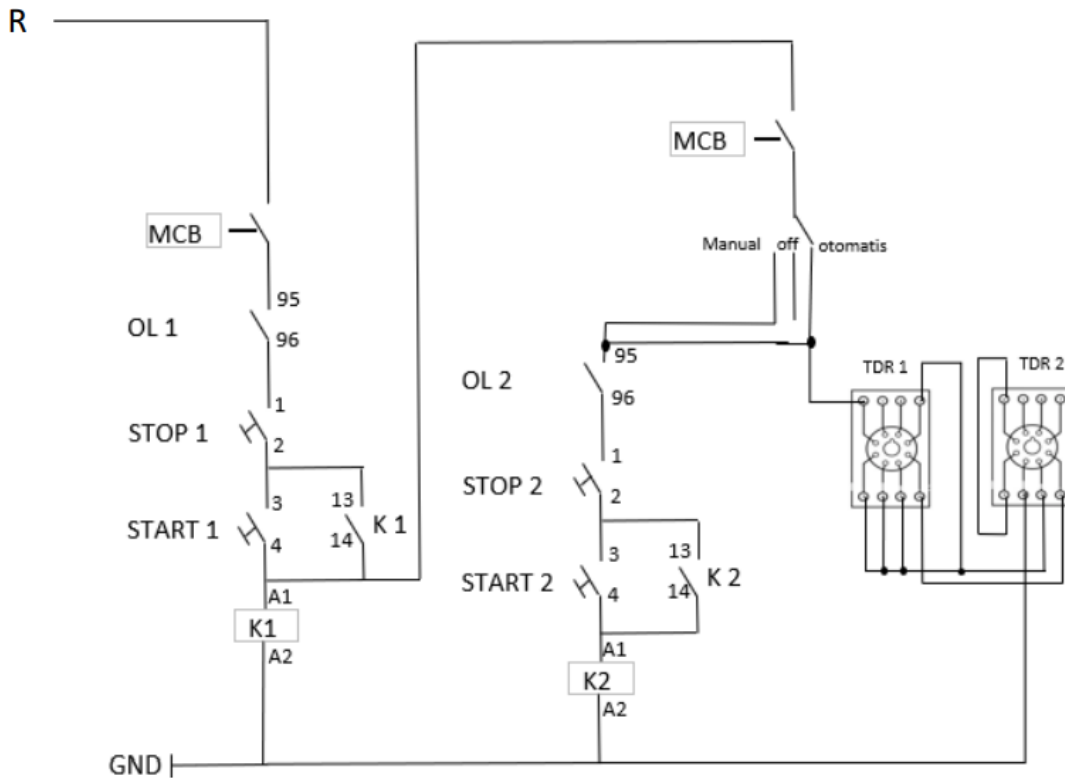 R
MCB
MCB
Manual off otomatis
95
OL 1
96
95
OL 2
96
TDR 1
TDR 2
1
STOP 1
2
1
STOP 2
2
3
13
START 1
K 1
4
14
3
13
START 2
K 2
4
14
A1
K1
A2
A1
K2
A2
GND